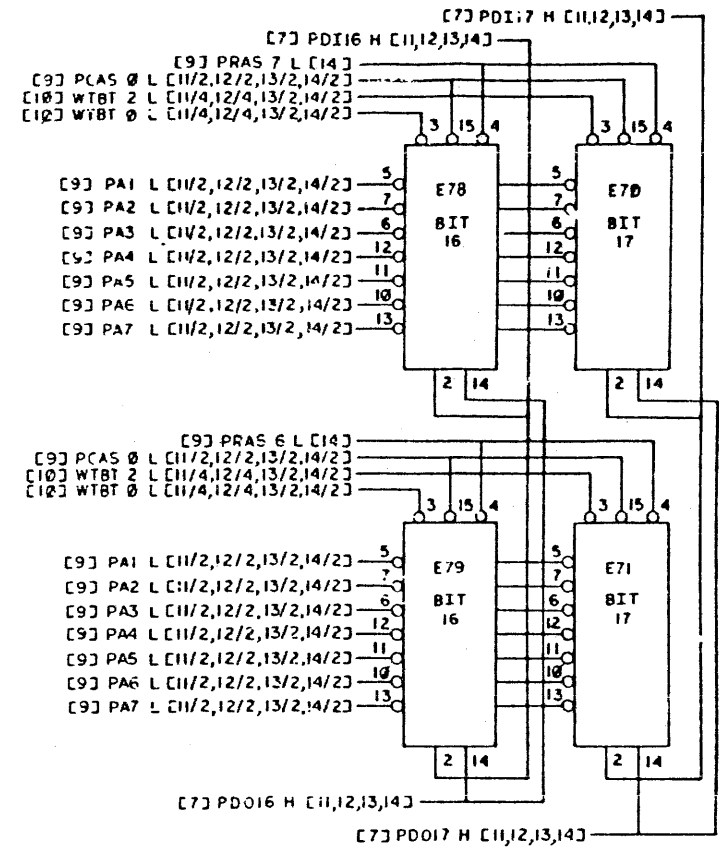 [7] PDI17 H [11,12,13,14]
[7] PDI16 H [11,12,13,14]
[9] PRAS 7 L [14]
[9] PCAS Ø L [11/2,12/2,13/2,14/2]
[1Ø] WTBT 2 L [11/4,12/4,13/2,14/2]
[1Ø] WTBT Ø L [11/4,12/4,13/2,14/2]
3 15 4 3 15 4
[9] PA1 L [11/2,12/2,13/2,14/2] 5 5
E78 E7Ø
[9] PA2 L [11/2,12/2,13/2,14/2] 7 7
BIT BIT
[9] PA3 L [11/2,12/2,13/2,14/2] 6 6
16 17
[9] PA4 L [11/2,12/2,13/2,14/2] 12 12
[9] PA5 L [11/2,12/2,13/2,14/2] 11 11
[9] PA6 L [11/2,12/2,13/2,14/2] 1Ø 1Ø
[9] PA7 L [11/2,12/2,13/2,14/2] 13 13
2 14 2 14
[9] PRAS 6 L [14]
[9] PCAS Ø L [11/2,12/2,13/2,14/2]
[1Ø] WTBT 2 L [11/4,12/4,13/2,14/2]
[1Ø] WTBT Ø L [11/4,12/4,13/2,14/2]
3 15 4 3 15 4
[9] PA1 L [11/2,12/2,13/2,14/2] 5 5
E79 E71
[9] PA2 L [11/2,12/2,13/2,14/2] 7 7
BIT BIT
[9] PA3 L [11/2,12/2,13/2,14/2] 6 6
16 17
[9] PA4 L [11/2,12/2,13/2,14/2] 12 12
[9] PA5 L [11/2,12/2,13/2,14/2] 11 11
[9] PA6 L [11/2,12/2,13/2,14/2] 1Ø 1Ø
[9] PA7 L [11/2,12/2,13/2,14/2] 13 13
2 14 2 14
[7] PDO16 H [11,12,13,14]
[7] PDO17 H [11,12,13,14]